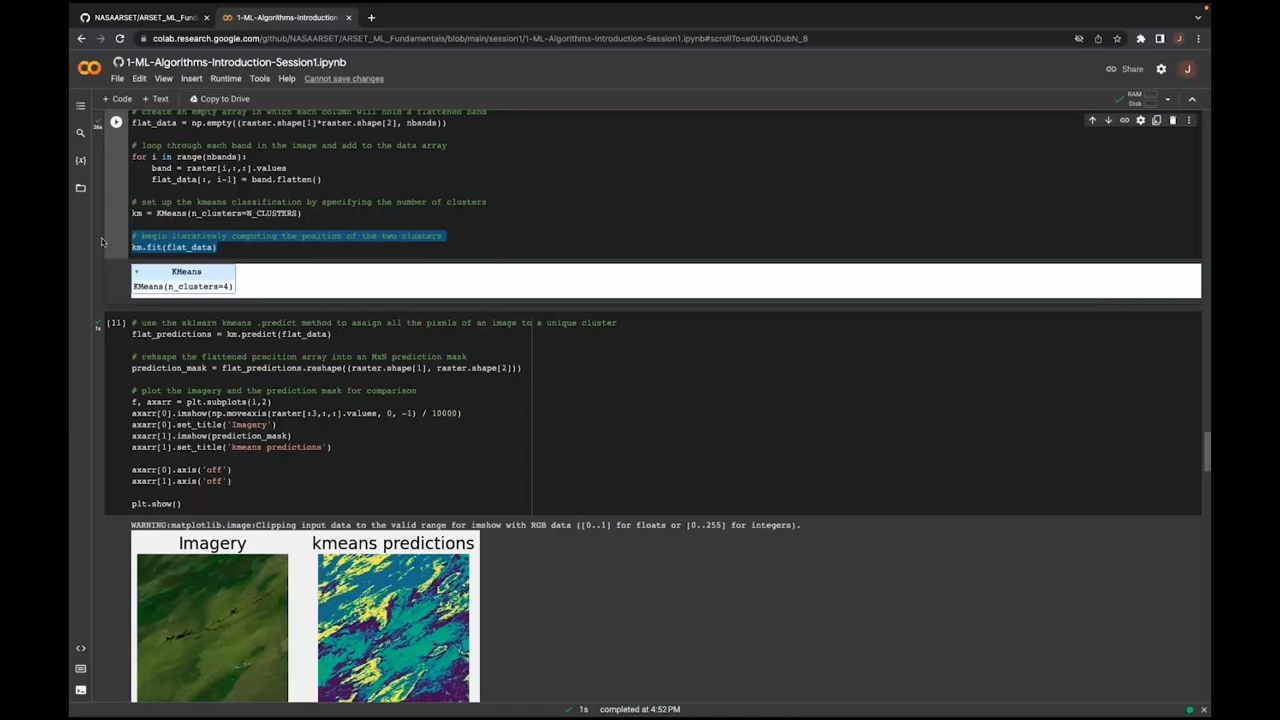 NASAARSET/ARSET_ML_Fund
1-ML-Algorithms-Introduction-
colab.research.google.com/github/NASAARSET/ARSET_ML_Fundamentals/blob/main/session1/1-ML-Algorithms-Introduction-Session1.ipynb#scrollTo=e0UtkODubN_8
J
1-ML-Algorithms-Introduction-Session1.ipynb
Share
J
File Edit View Insert Runtime Tools Help Cannot save changes
+ Code + Text Copy to Drive
RAM
Disk
# create an empty array in which each column will hold a flattened band
26s
flat_data = np.empty((raster.shape[1]*raster.shape[2], nbands))
# loop through each band in the image and add to the data array
for i in range(nbands):
band = raster[i,:,:].values
flat_data[:, i-1] = band.flatten()
# set up the kmeans classification by specifying the number of clusters
km = KMeans(n_clusters=N_CLUSTERS)
# begin iteratively computing the position of the two clusters
km.fit(flat_data)
KMeans
KMeans(n_clusters=4)
[11] # use the sklearn kmeans .predict method to assign all the pixels of an image to a unique cluster
1s
flat_predictions = km.predict(flat_data)
# rehsape the flattened precition array into an MxN prediction mask
prediction_mask = flat_predictions.reshape((raster.shape[1], raster.shape[2]))
# plot the imagery and the prediction mask for comparison
f, axarr = plt.subplots(1,2)
axarr[0].imshow(np.moveaxis(raster[:3,:,:].values, 0, -1) / 10000)
axarr[0].set_title('Imagery')
axarr[1].imshow(prediction_mask)
axarr[1].set_title('kmeans predictions')
axarr[0].axis('off')
axarr[1].axis('off')
plt.show()
WARNING:matplotlib.image:Clipping input data to the valid range for imshow with RGB data ([0..1] for floats or [0..255] for integers).
Imagery
kmeans predictions
1s completed at 4:52PM